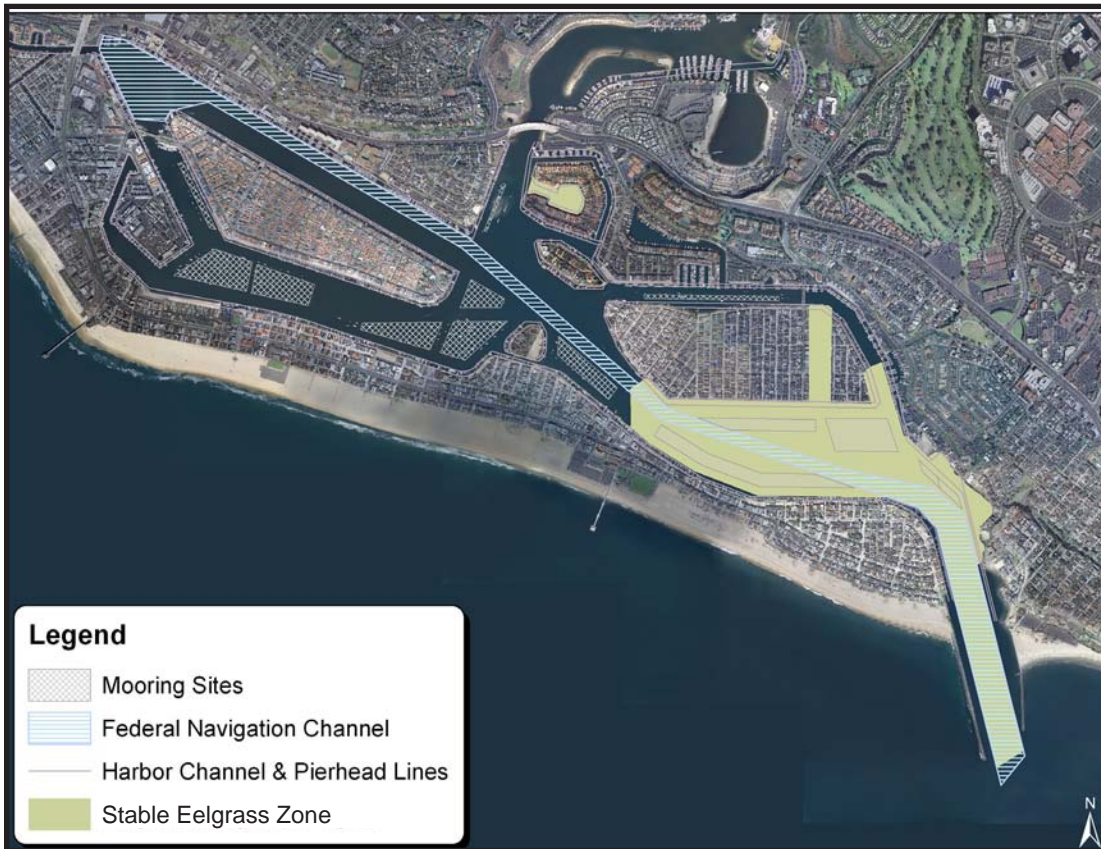 Legend
Mooring Sites
Federal Navigation Channel
Harbor Channel & Pierhead Lines
Stable Eelgrass Zone
N